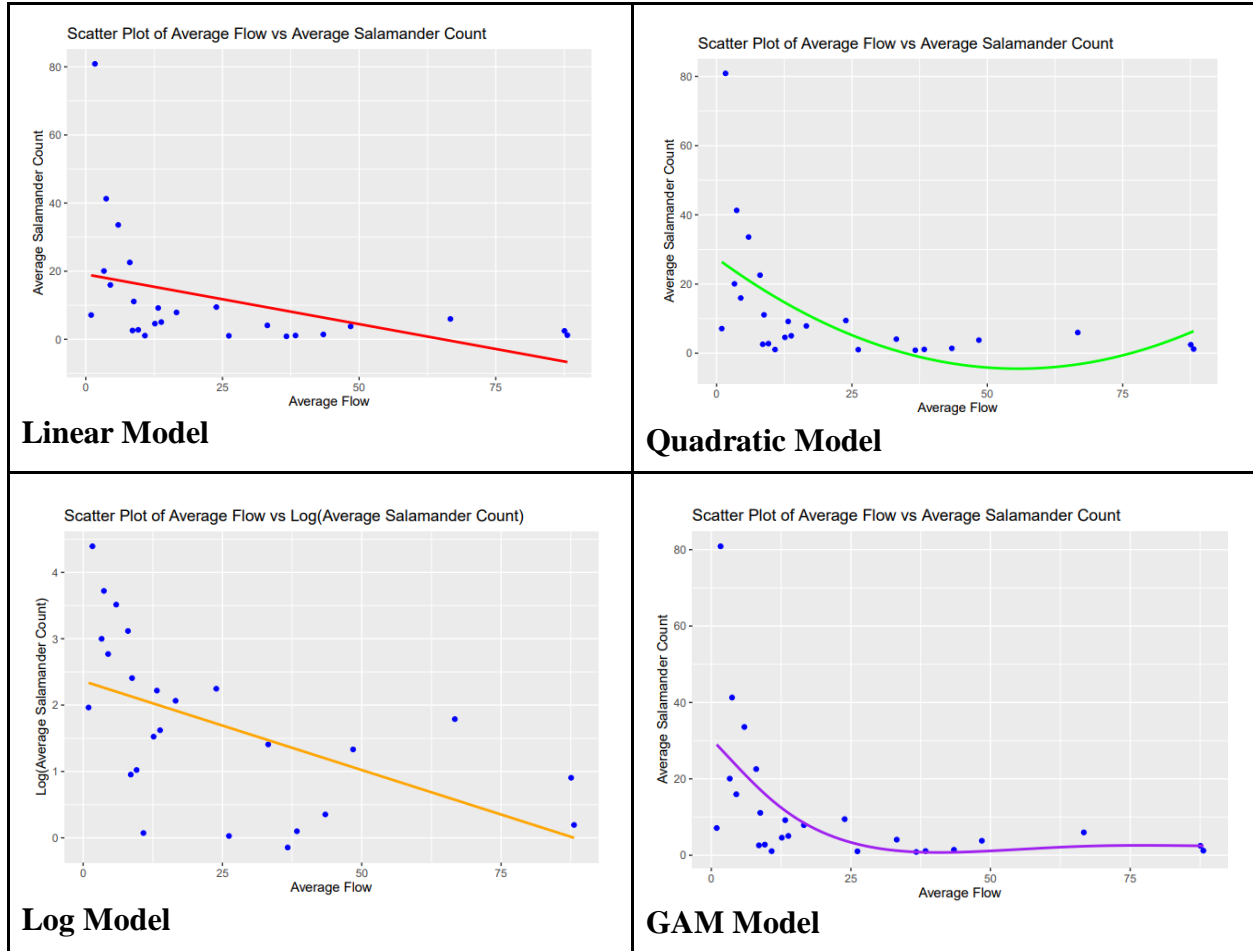 Scatter Plot of Average Flow vs Average Salamander Count
80
60
40
20
0
Average Salamander Count
0 25 50 75
Average Flow
Linear Model
Scatter Plot of Average Flow vs Average Salamander Count
80
60
40
20
0
Average Salamander Count
0 25 50 75
Average Flow
Quadratic Model
Scatter Plot of Average Flow vs Log(Average Salamander Count)
4
3
2
1
0
Log(Average Salamander Count)
0 25 50 75
Average Flow
Log Model
Scatter Plot of Average Flow vs Average Salamander Count
80
60
40
20
0
Average Salamander Count
0 25 50 75
Average Flow
GAM Model